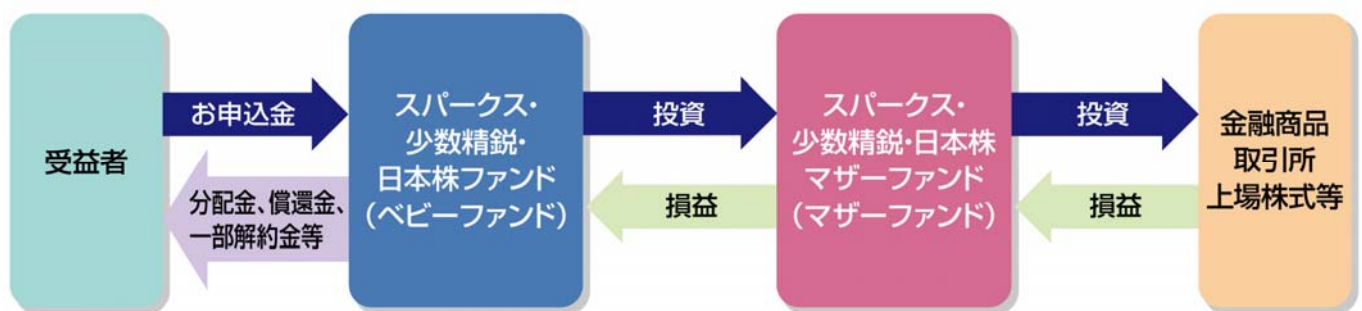 受益者
お申込金
分配金、償還金、
一部解約金等
スパークス・
少数精鋭・
日本株ファンド
(ベビーファンド)
投資
損益
スパークス・
少数精鋭・日本株
マザーファンド
(マザーファンド)
投資
損益
金融商品
取引所
上場株式等